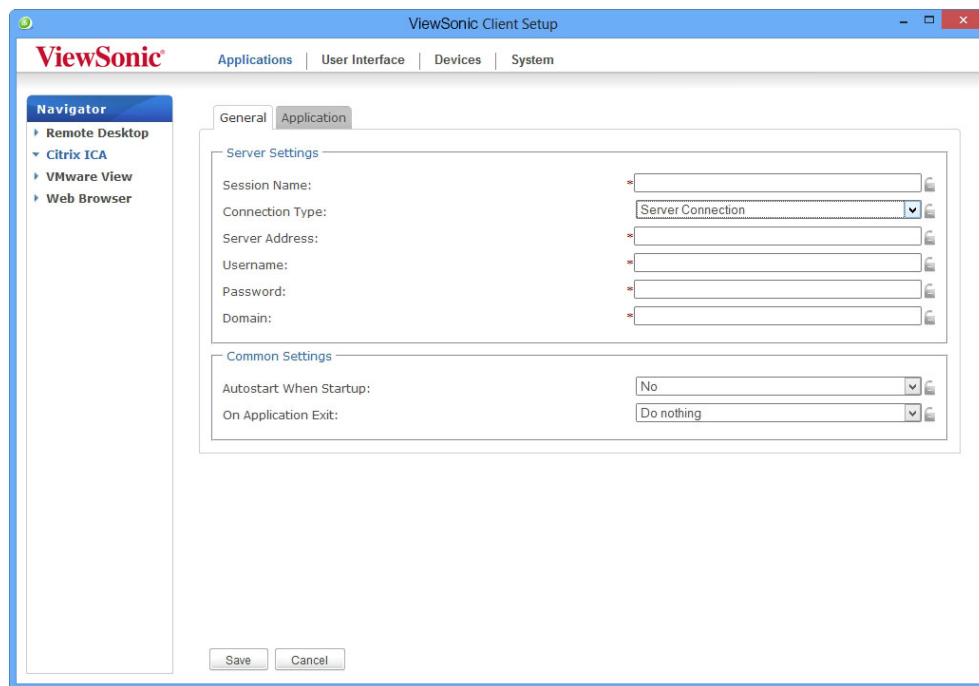 ViewSonic Client Setup
ViewSonic®
Applications | User Interface | Devices | System
Navigator
Remote Desktop
Citrix ICA
VMware View
Web Browser
General Application
Server Settings
Session Name: *
Connection Type: Server Connection
Server Address: *
Username: *
Password: *
Domain: *
Common Settings
Autostart When Startup: No
On Application Exit: Do nothing
Save Cancel